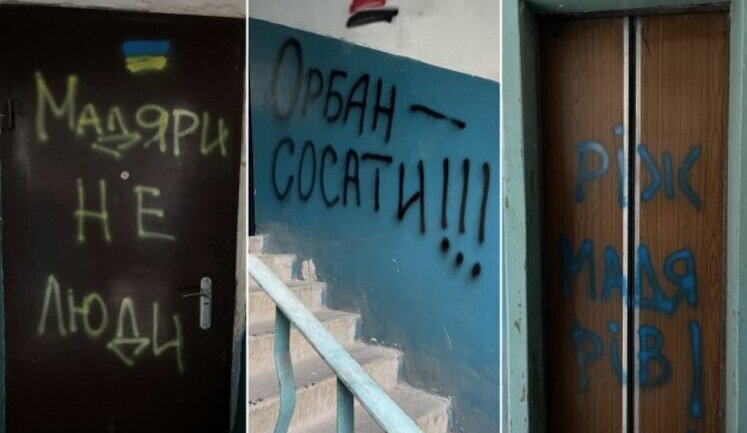 Мадяри
НЕ
ЛЮДИ
ОРБАН —
СОСАТИ!!!
РІЖ
МАДЯ
РІВ!